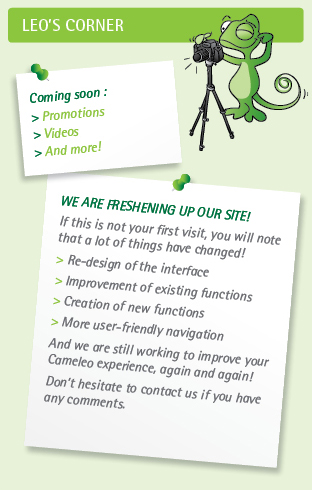 LEO'S CORNER
Coming soon :
> Promotions
> Videos
> And more!
WE ARE FRESHENING UP OUR SITE!
If this is not your first visit, you will note
that a lot of things have changed!
> Re-design of the interface
> Improvement of existing functions
> Creation of new functions
> More user-friendly navigation
And we are still working to improve your
Cameleo experience, again and again!
Don't hesitate to contact us if you have
any comments.